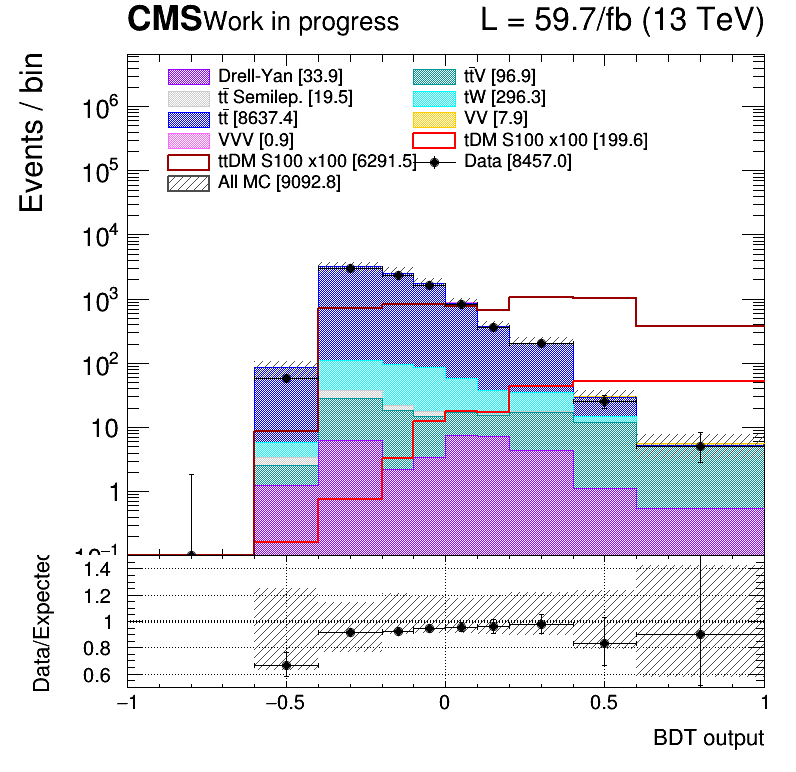 CMS Work in progress L = 59.7/fb (13 TeV)
Events / bin
Drell-Yan [33.9] tt̄V [96.9]
tt̄ Semilep. [19.5] tW [296.3]
tt̄ [8637.4] VV [7.9]
VVV [0.9] tDM S100 x100 [199.6]
ttDM S100 x100 [6291.5] Data [8457.0]
All MC [9092.8]
10⁶
10⁵
10⁴
10³
10²
10
1
10⁻¹
Data/Expected
1.4
1.2
1
0.8
0.6
−1 −0.5 0 0.5 1
BDT output